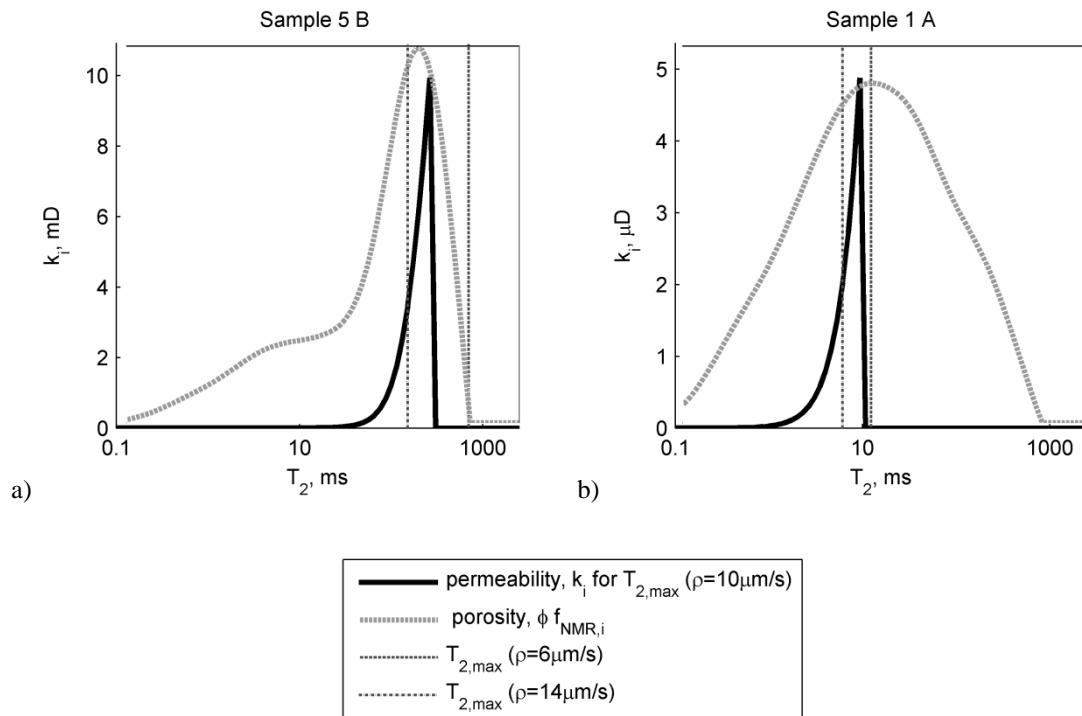 Sample 5 B
Sample 1 A
10
8
6
4
2
0
k_i, mD
0.1
10
1000
T_2, ms
a)
5
4
3
2
1
0
k_i, μD
0.1
10
1000
T_2, ms
b)
permeability, k_i for T_2,max (ρ=10μm/s)
porosity, ϕ f_NMR,i
T_2,max (ρ=6μm/s)
T_2,max (ρ=14μm/s)